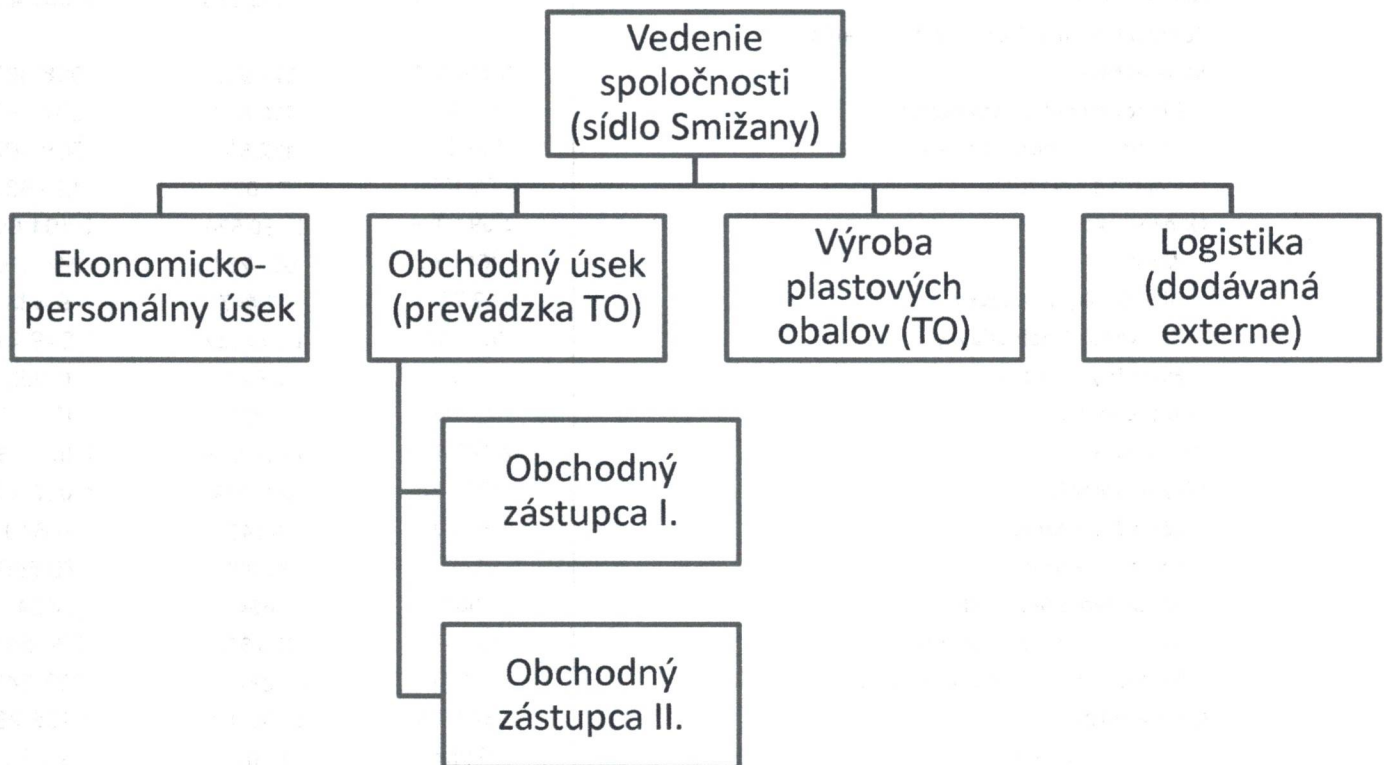 Vedenie
spoločnosti
(sídlo Smižany)
Ekonomicko-
personálny úsek
Obchodný úsek
(prevádzka TO)
Výroba
plastových
obalov (TO)
Logistika
(dodávaná
externe)
Obchodný
zástupca I.
Obchodný
zástupca II.